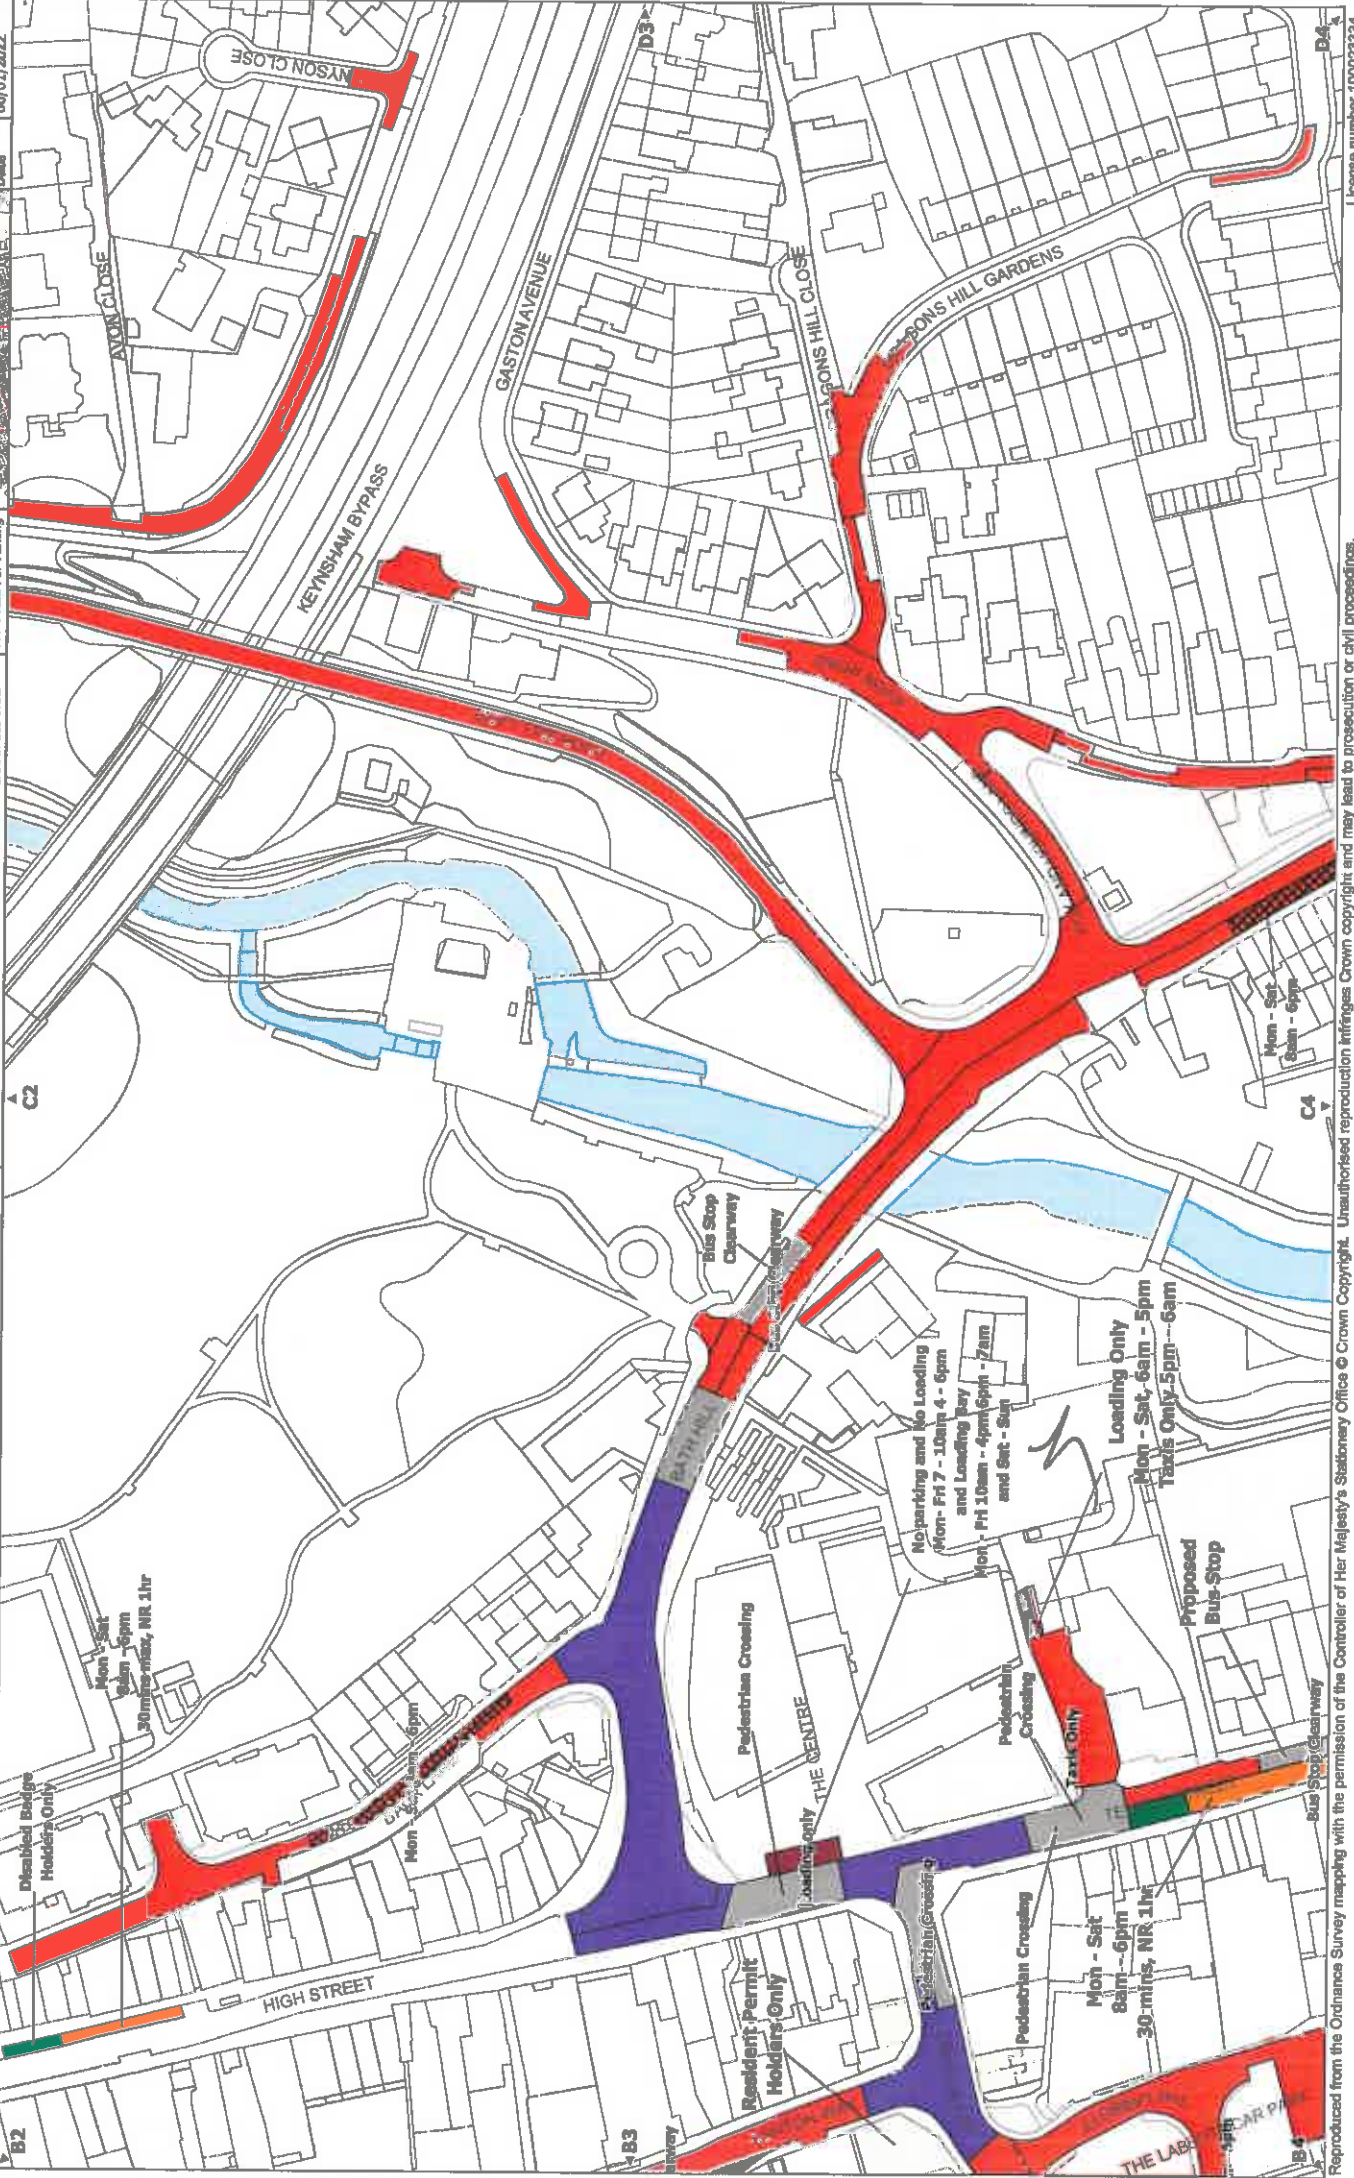 B2
C2
NYSON CLOSE
AVON CLOSE
Disabled Badge
Holders Only
Mon - Sat
8am - 6pm
30mins max, NR 1hr
HIGH STREET
KEYNSHAM BYPASS
GASTON AVENUE
D3
B3
Mon - Sat
Bus Stop
Clearway
BATH HILL
Pedestrian Crossing
THE CENTRE
Loading only
Resident Permit
Holders Only
Pedestrian Crossing
No parking and No Loading
Mon- Fri 7 - 10am 4 - 6pm
and Loading Bay
Mon - Fri 10am - 4pm 6pm - 7am
and Sat - Sun
Pedestrian
Crossing
Pedestrian Crossing
Taxis Only
TE
Loading Only
Mon - Sat, 6am - 5pm
Taxis Only 5pm - 6am
Proposed
Bus Stop
Mon - Sat
8am - 6pm
30 mins, NR 1hr
Bus Stop Clearway
Mon - Sat
8am - 6pm
SONS HILL CLOSE
SONS HILL GARDENS
THE LAB
CAR PARK
B4
C4
D4
Reproduced from the Ordnance Survey mapping with the permission of the Controller of Her Majesty's Stationery Office © Crown Copyright. Unauthorised reproduction infringes Crown copyright and may lead to prosecution or civil proceedings.